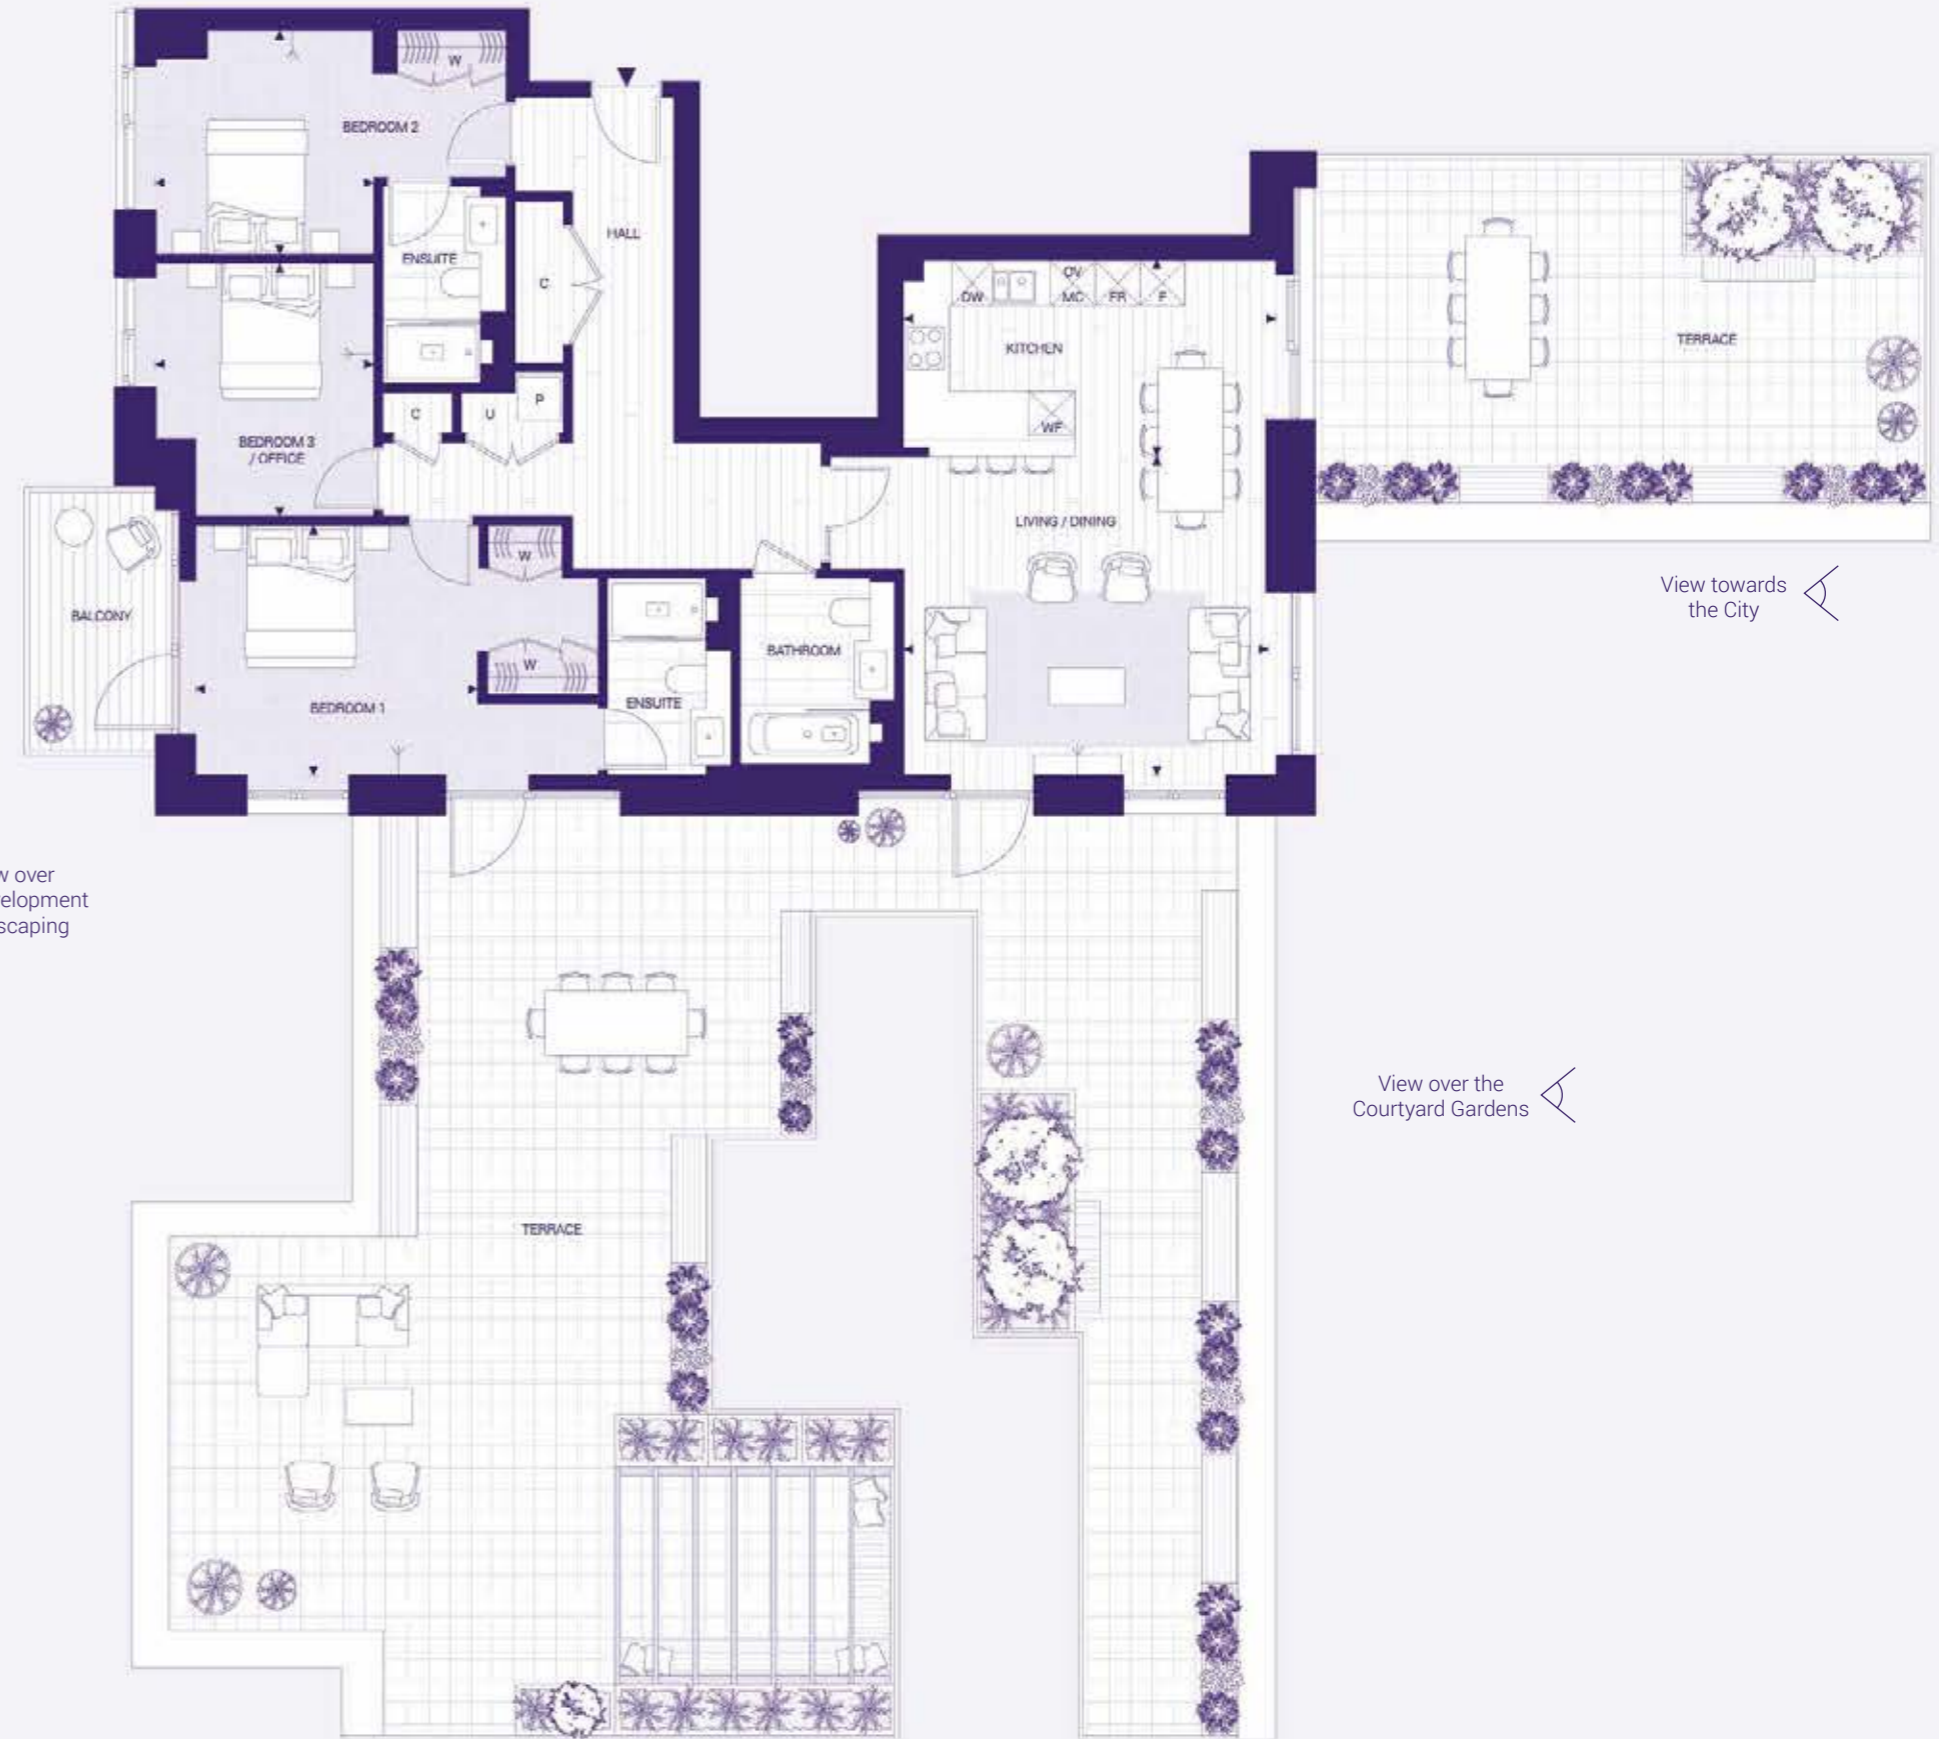 W
BEDROOM 2
HALL
ENSUITE
C
OV
DW
MC
FR
F
KITCHEN
TERRACE
C
U
P
WF
BEDROOM 3
/ OFFICE
LIVING / DINING
W
View towards
the City
BALCONY
BATHROOM
W
ENSUITE
BEDROOM 1
over
scaping
View over the
Courtyard Gardens
TERRACE